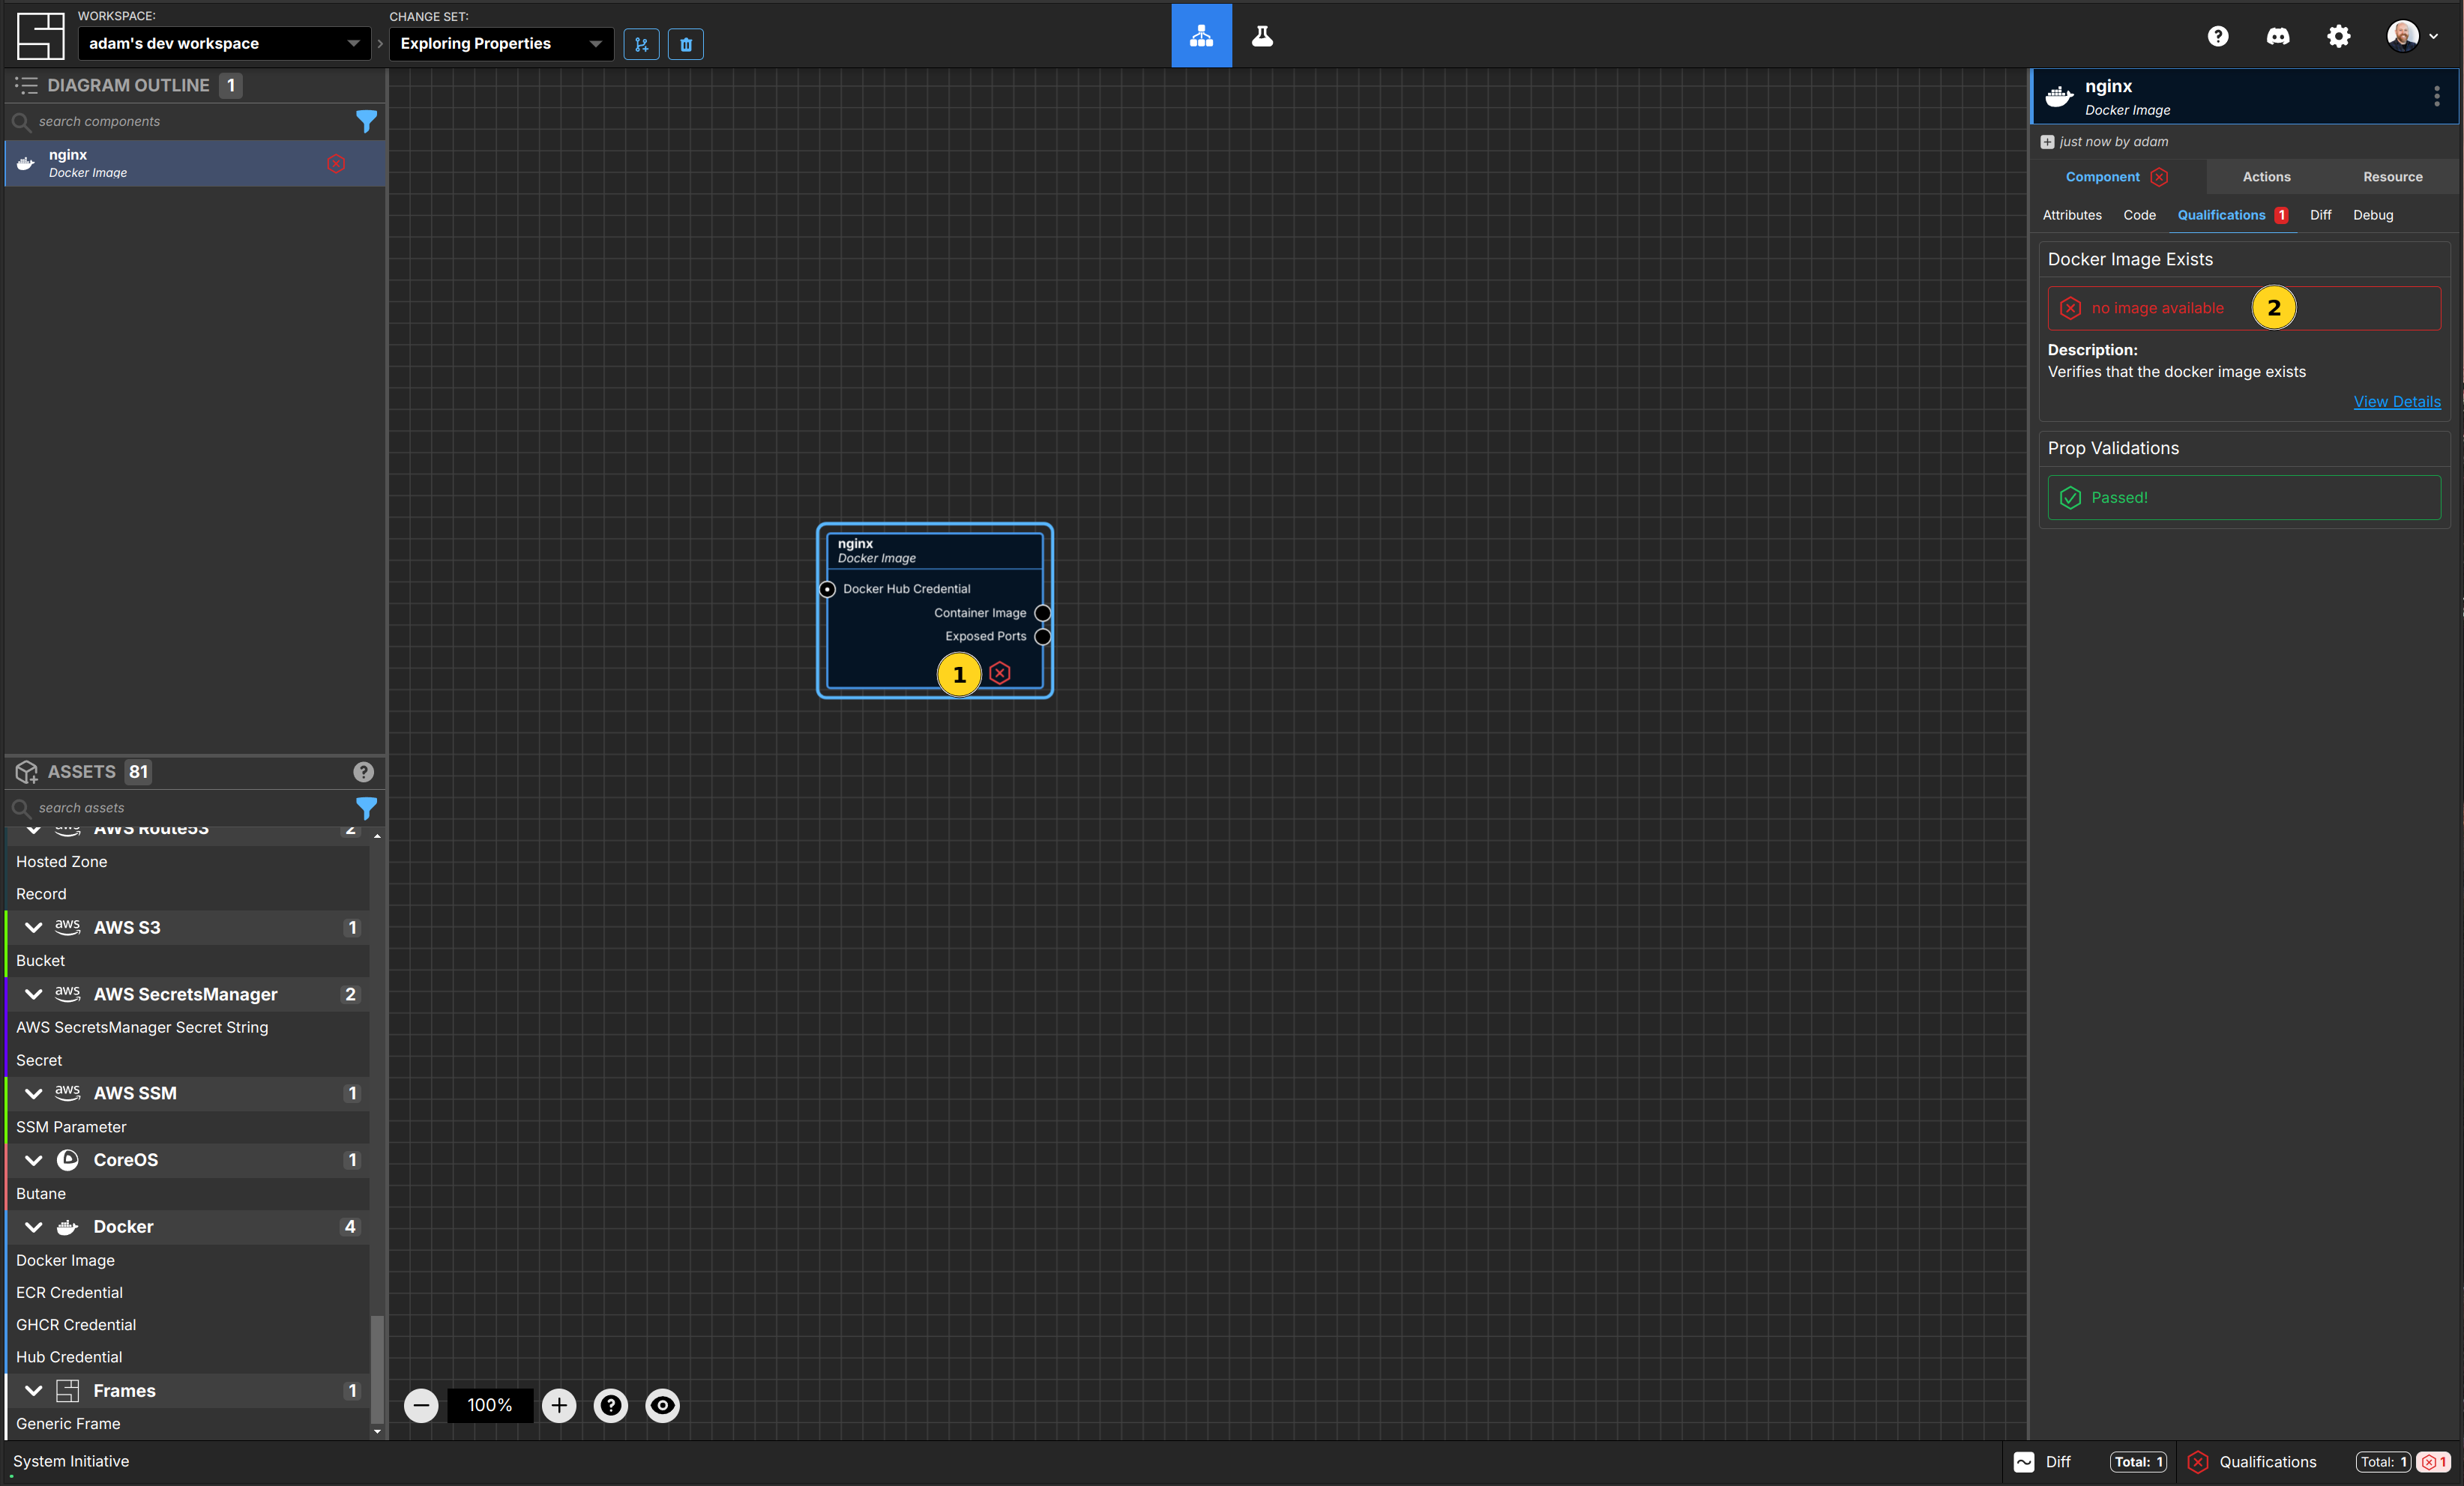 WORKSPACE:
adam's dev workspace
CHANGE SET:
Exploring Properties
DIAGRAM OUTLINE 1
search components
nginx
Docker Image
ASSETS 81
search assets
AWS Route53 2
Hosted Zone
Record
aws AWS S3 1
Bucket
aws AWS SecretsManager 2
AWS SecretsManager Secret String
Secret
aws AWS SSM 1
SSM Parameter
CoreOS 1
Butane
Docker 4
Docker Image
ECR Credential
GHCR Credential
Hub Credential
Frames 1
Generic Frame
nginx
Docker Image
Docker Hub Credential
Container Image
Exposed Ports
1
100%
nginx
Docker Image
just now by adam
Component Actions Resource
Attributes Code Qualifications 1 Diff Debug
Docker Image Exists
no image available 2
Description:
Verifies that the docker image exists
View Details
Prop Validations
Passed!
System Initiative
Diff Total: 1 Qualifications Total: 1 1